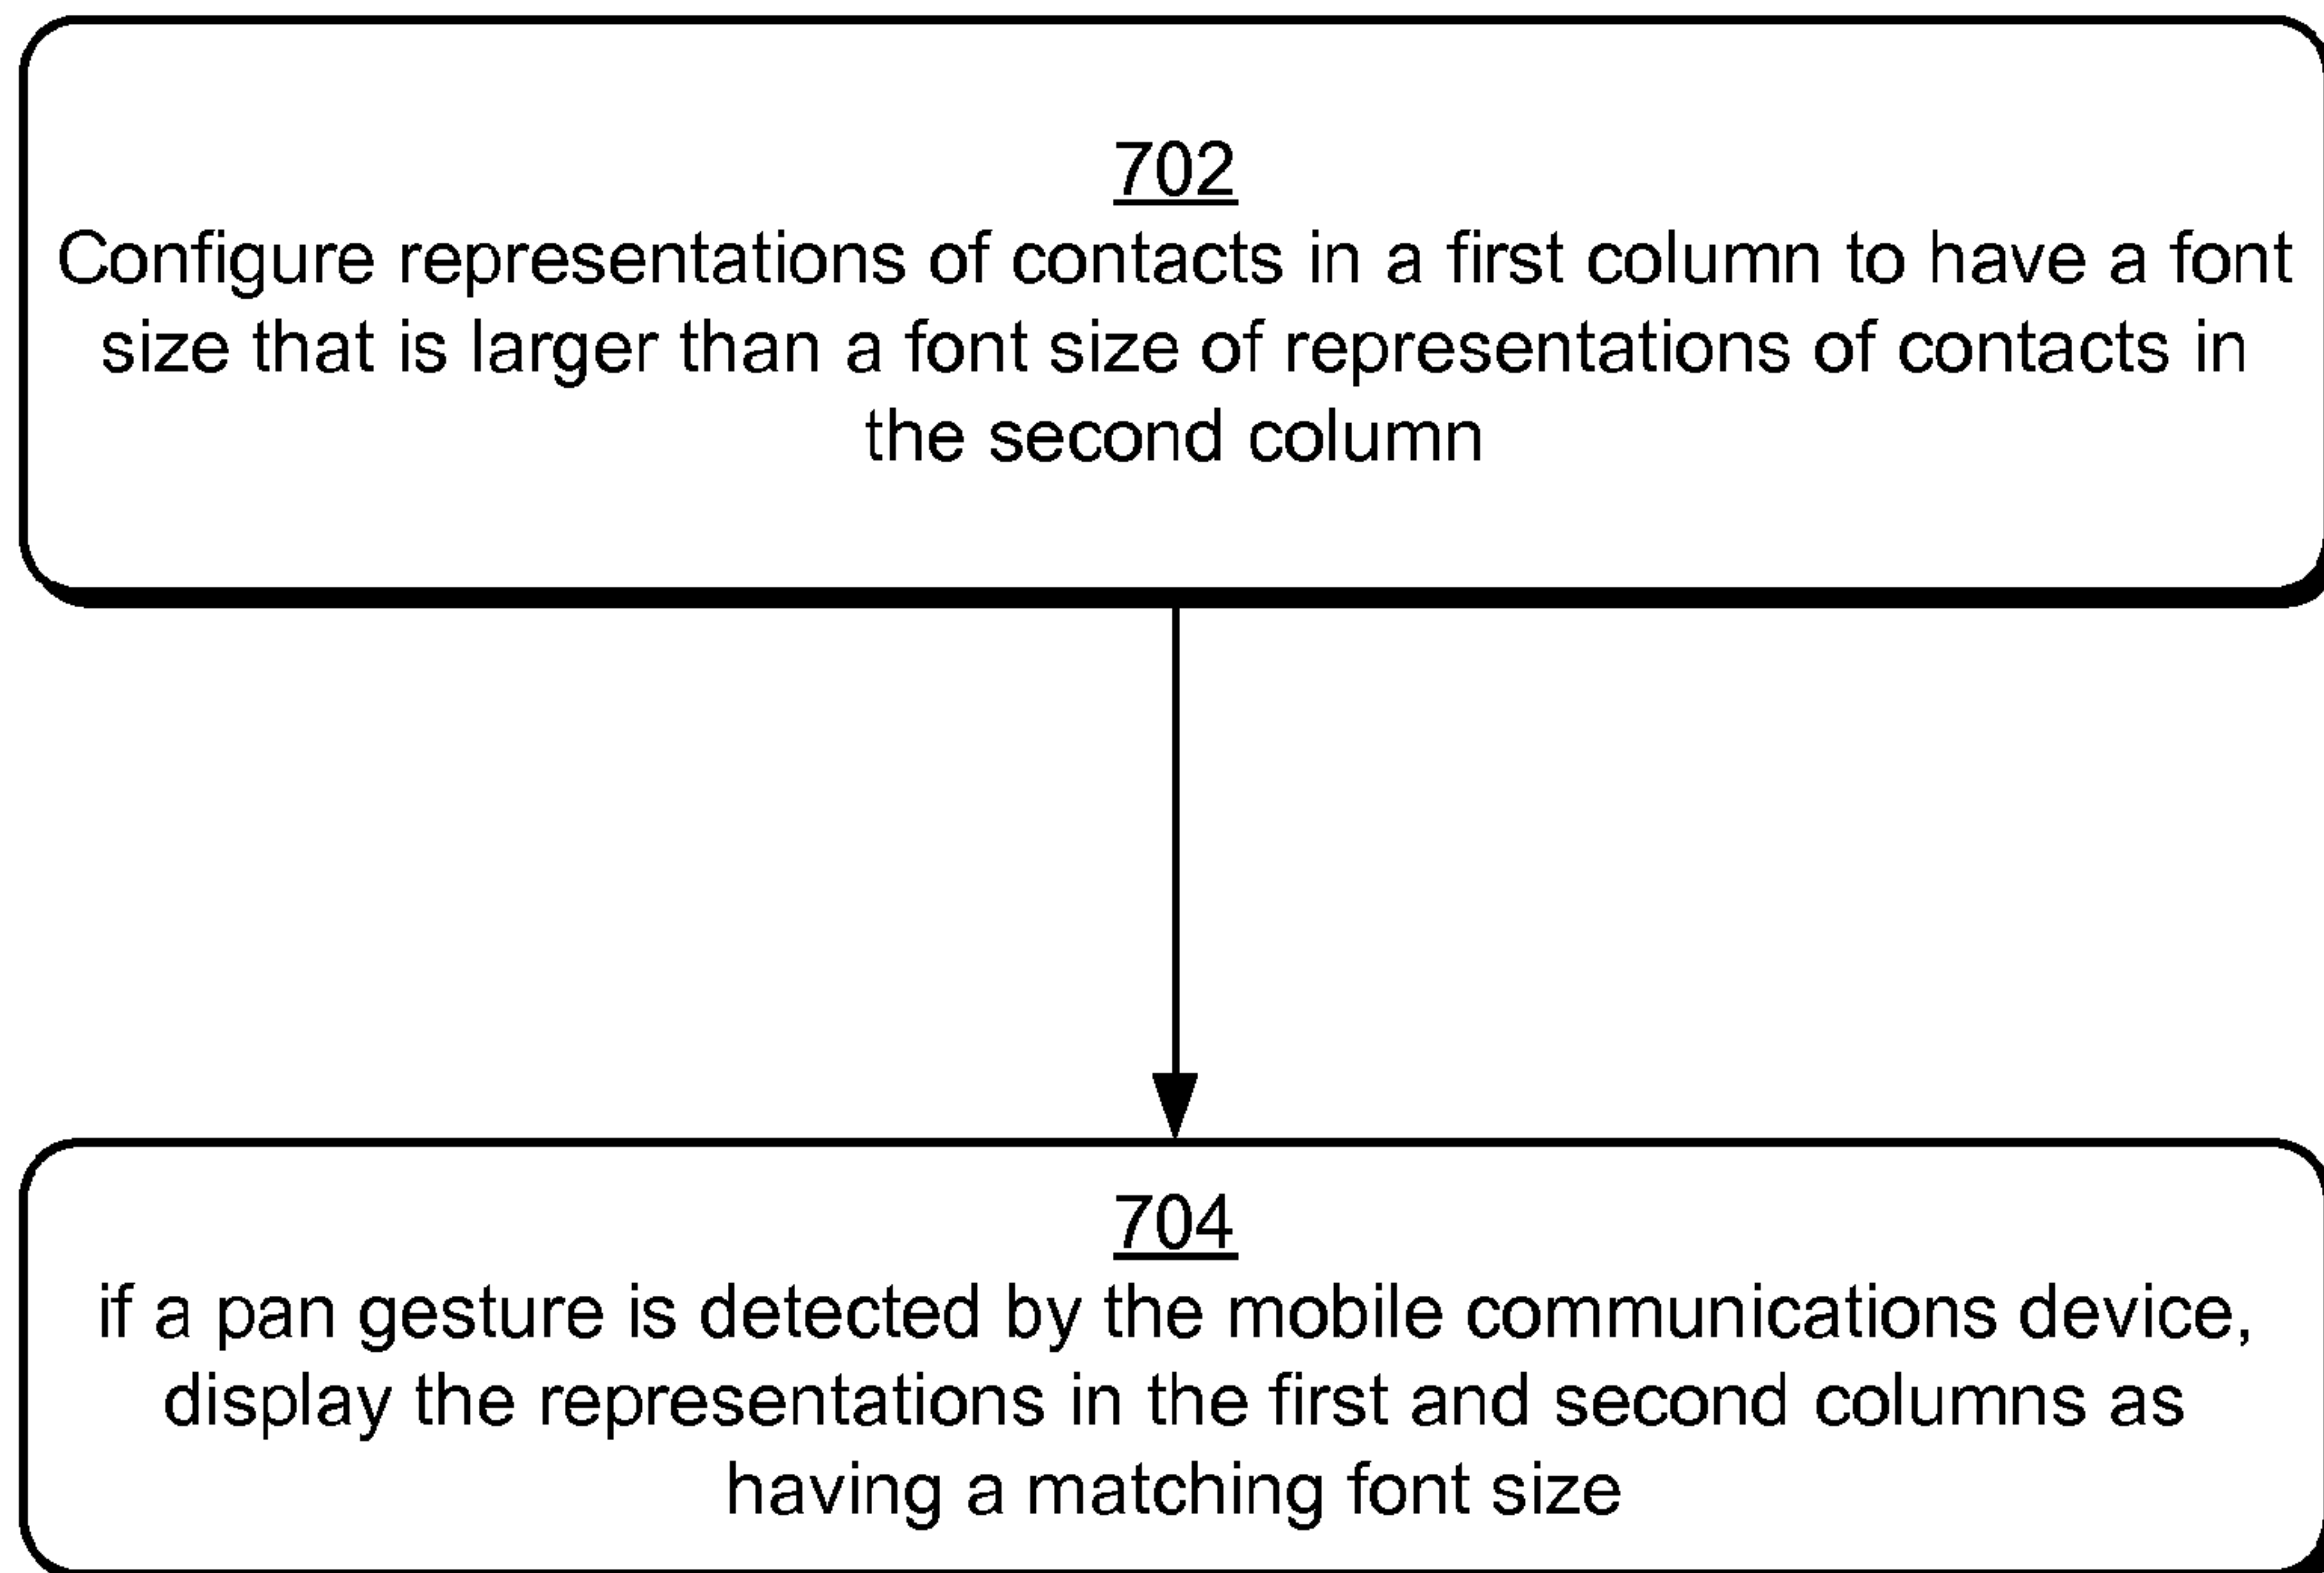 702
Configure representations of contacts in a first column to have a font
size that is larger than a font size of representations of contacts in
the second column
704
if a pan gesture is detected by the mobile communications device,
display the representations in the first and second columns as
having a matching font size